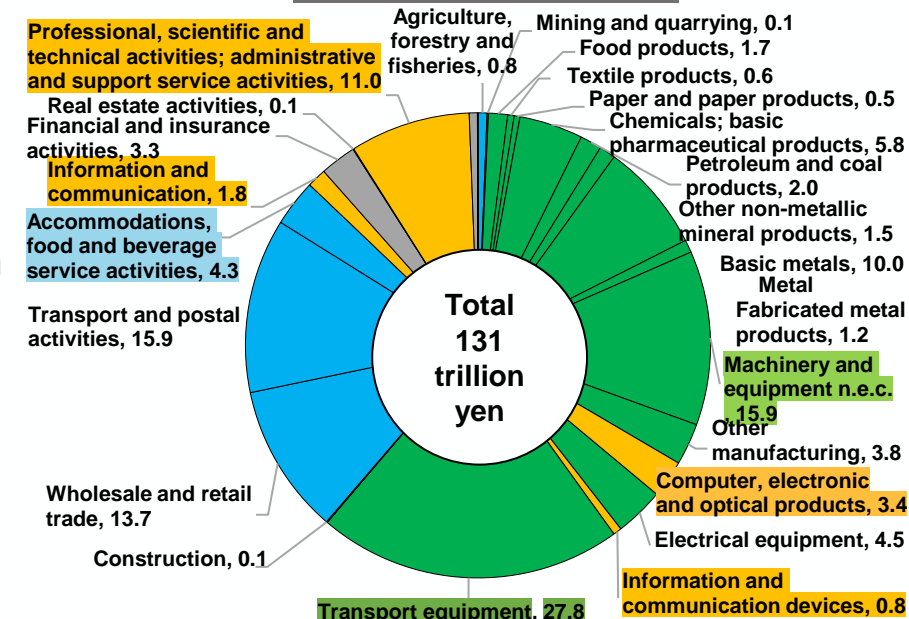 Agriculture,
forestry and
fisheries, 0.8
Mining and quarrying, 0.1
Food products, 1.7
Textile products, 0.6
Paper and paper products, 0.5
Chemicals; basic
pharmaceutical products, 5.8
Petroleum and coal
products, 2.0
Other non-metallic
mineral products, 1.5
Basic metals, 10.0
Metal
Fabricated metal
products, 1.2
Machinery and
equipment n.e.c.
, 15.9
Other
manufacturing, 3.8
Computer, electronic
and optical products, 3.4
Electrical equipment, 4.5
Information and
communication devices, 0.8
Transport equipment, 27.8
Construction, 0.1
Wholesale and retail
trade, 13.7
Transport and postal
activities, 15.9
Accommodations,
food and beverage
service activities, 4.3
Information and
communication, 1.8
Financial and insurance
activities, 3.3
Real estate activities, 0.1
Professional, scientific and
technical activities; administrative
and support service activities, 11.0
Total
131
trillion
yen